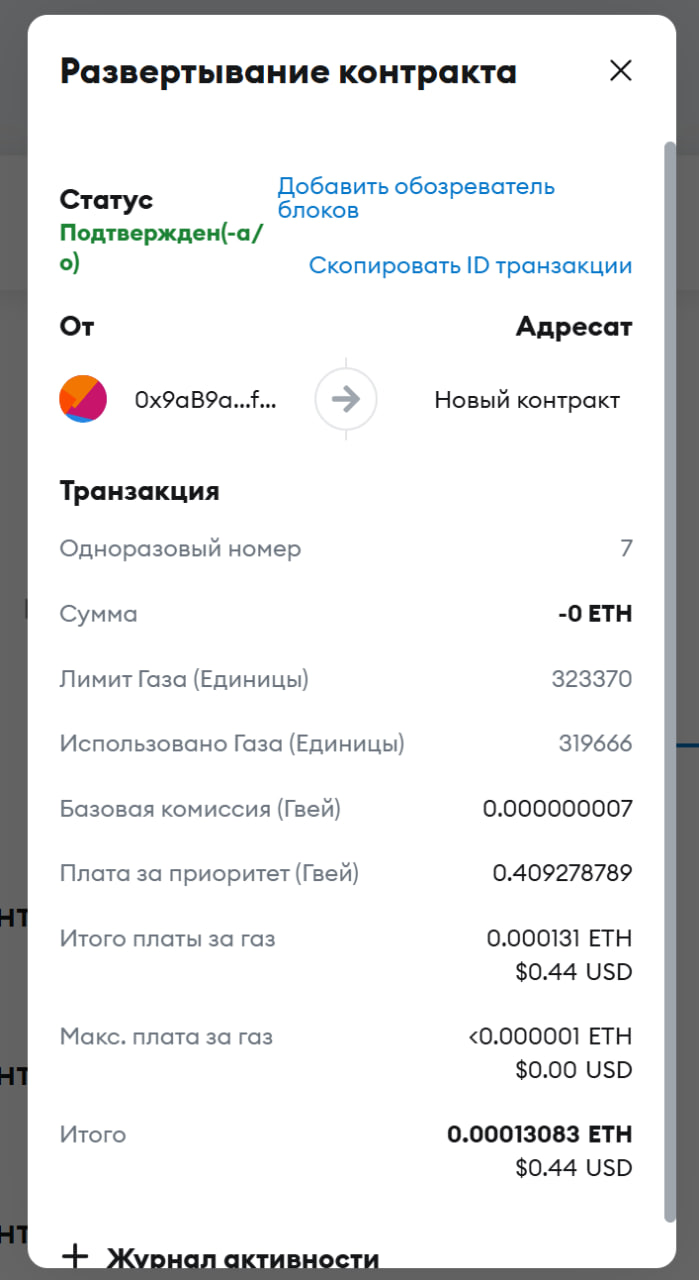 Развертывание контракта
Статус
Добавить обозреватель
блоков
Подтвержден(-а/
о)
Скопировать ID транзакции
От
Адресат
0x9aB9a...f...
Новый контракт
Транзакция
Одноразовый номер 7
Сумма -0 ETH
Лимит Газа (Единицы) 323370
Использовано Газа (Единицы) 319666
Базовая комиссия (Гвей) 0.000000007
Плата за приоритет (Гвей) 0.409278789
Итого платы за газ 0.000131 ETH
$0.44 USD
Макс. плата за газ <0.000001 ETH
$0.00 USD
Итого 0.00013083 ETH
$0.44 USD
+ Журнал активности